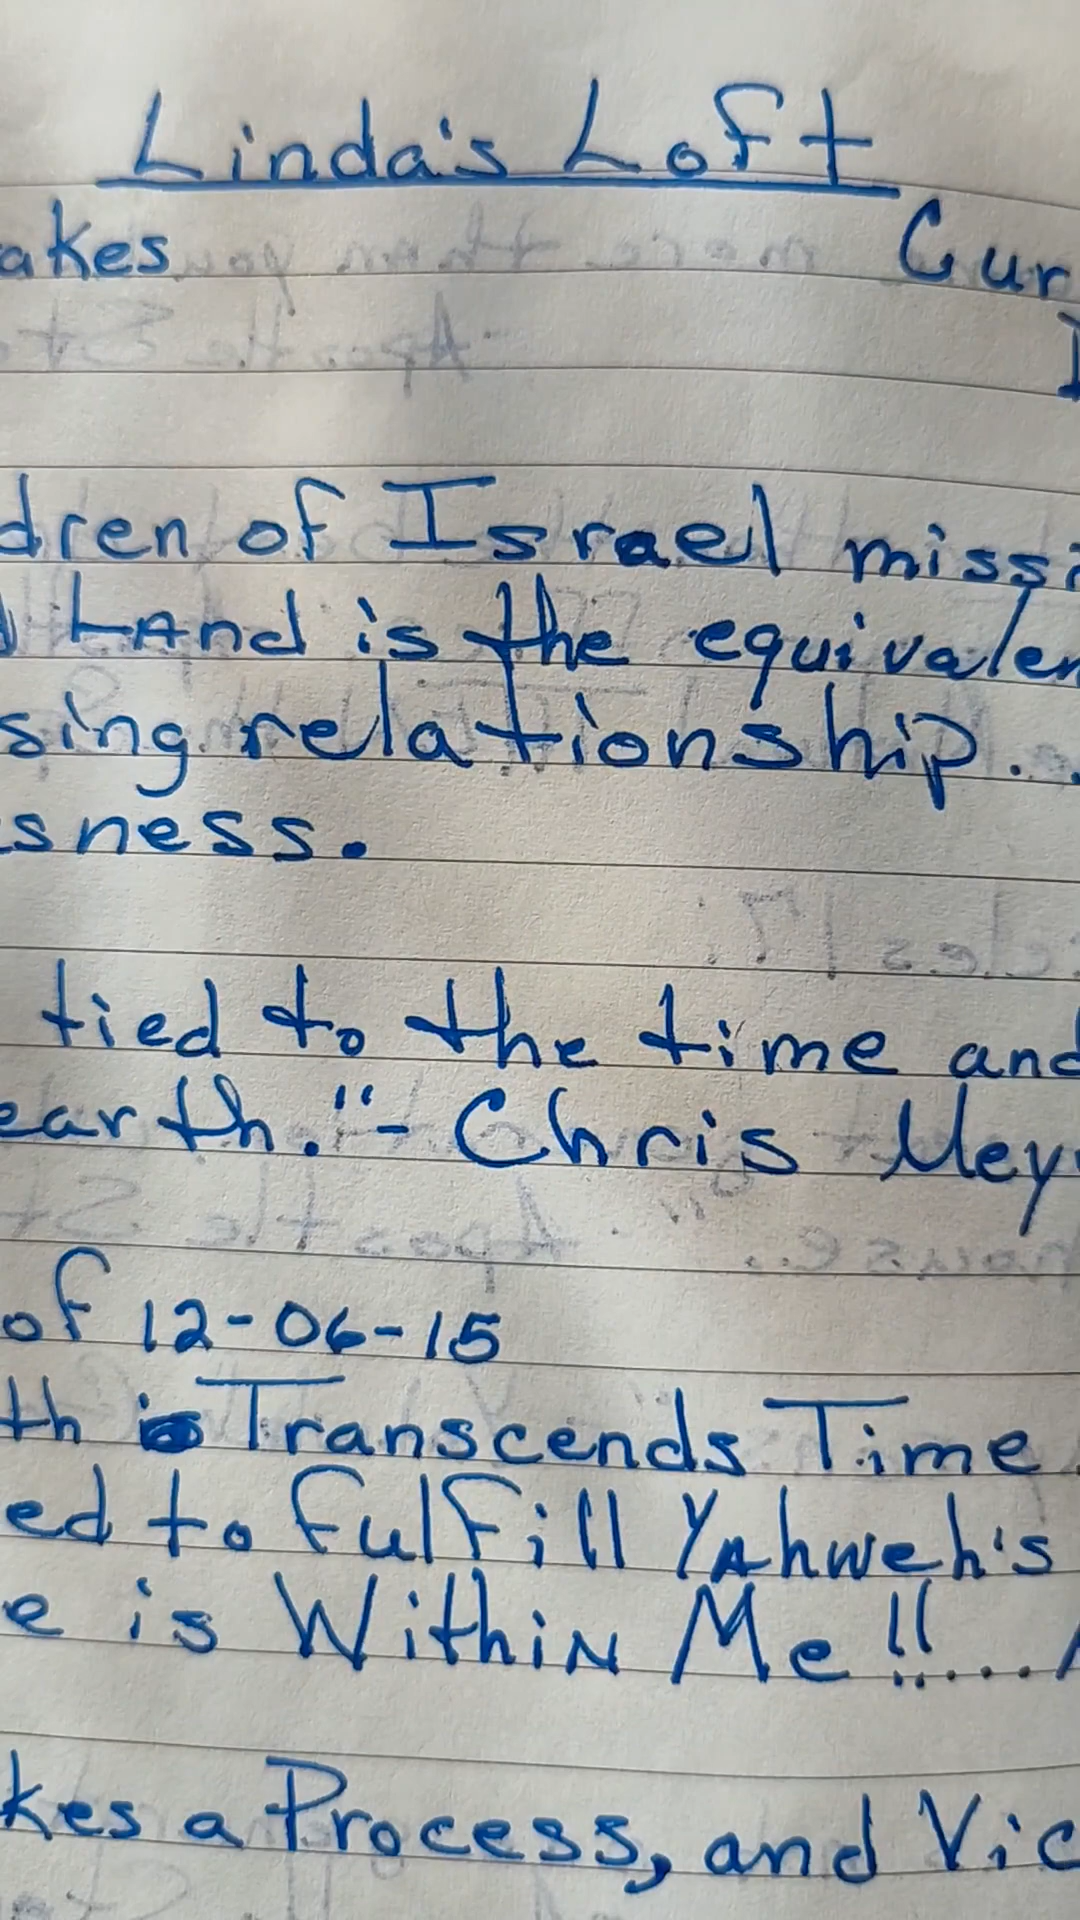 Linda's Loft
akes Cur
I
dren of Israel missi
LAnd is the equivalen
sing relationship..
sness.
tied to the time and
earth."- Chris Mey
of 12-06-15
th Transcends Time
ed to fulfill YAhweh's
e is WithiN Me!!.....
kes a Process, and Vic